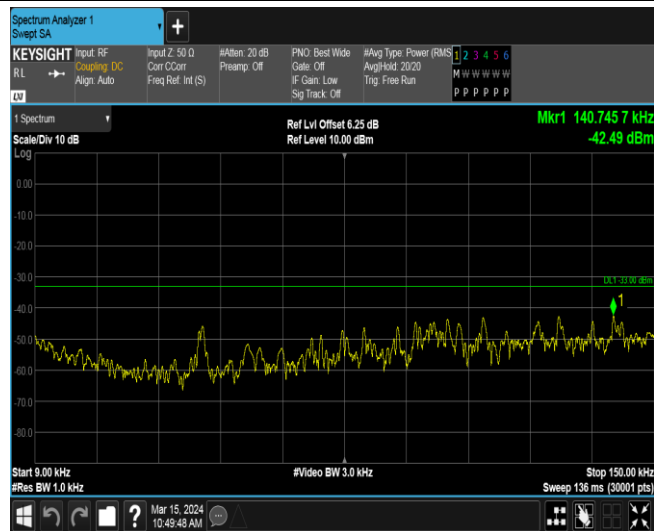 Spectrum Analyzer 1
Swept SA
+
KEYSIGHT
RL
LXI
Input: RF
Coupling: DC
Align: Auto
Input Z: 50 Ω
Corr CCorr
Freq Ref: Int (S)
#Atten: 20 dB
Preamp: Off
PNO: Best Wide
Gate: Off
IF Gain: Low
Sig Track: Off
#Avg Type: Power (RMS
Avg|Hold: 20/20
Trig: Free Run
1 2 3 4 5 6
M W W W W W
P P P P P P
1 Spectrum
Scale/Div 10 dB
Log
Ref Lvl Offset 6.25 dB
Ref Level 10.00 dBm
Mkr1 140.745 7 kHz
-42.49 dBm
0.00
-10.0
-20.0
-30.0
DL1 -33.00 dBm
-40.0
1
-50.0
-60.0
-70.0
-80.0
Start 9.00 kHz
#Video BW 3.0 kHz
Stop 150.00 kHz
#Res BW 1.0 kHz
Sweep 136 ms (30001 pts)
?
Mar 15, 2024
10:49:48 AM